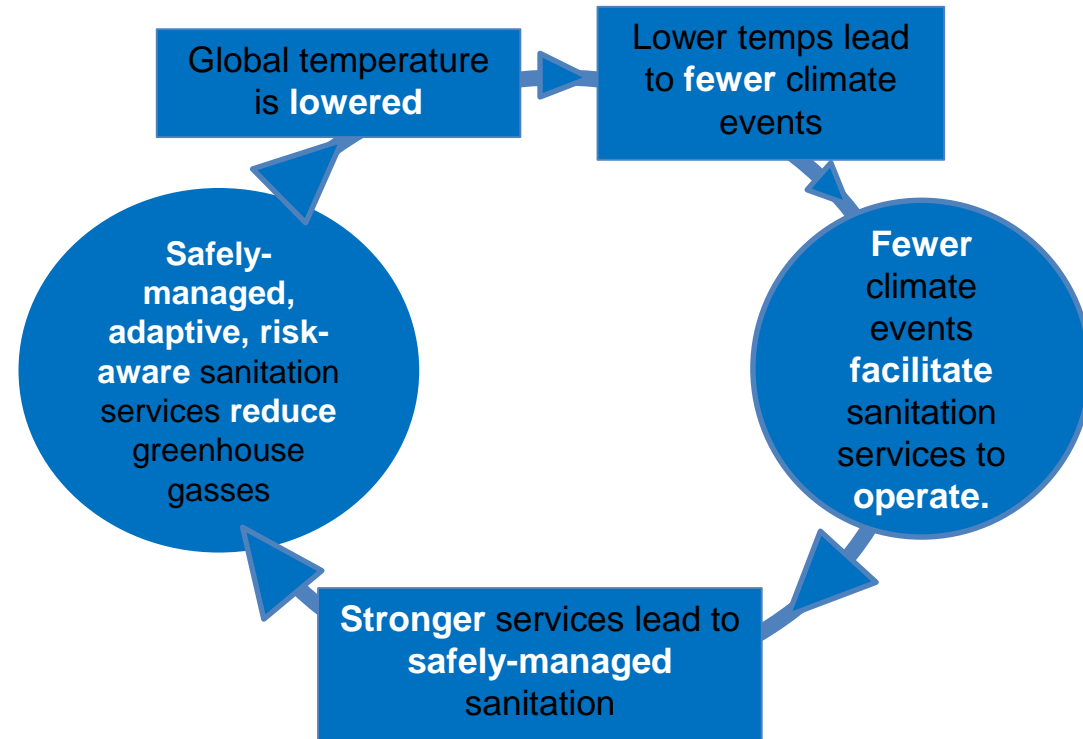 Global temperature
is lowered
Lower temps lead
to fewer climate
events
Fewer
climate
events
facilitate
sanitation
services to
operate.
Stronger services lead to
safely-managed
sanitation
Safely-
managed,
adaptive, risk-
aware sanitation
services reduce
greenhouse
gasses